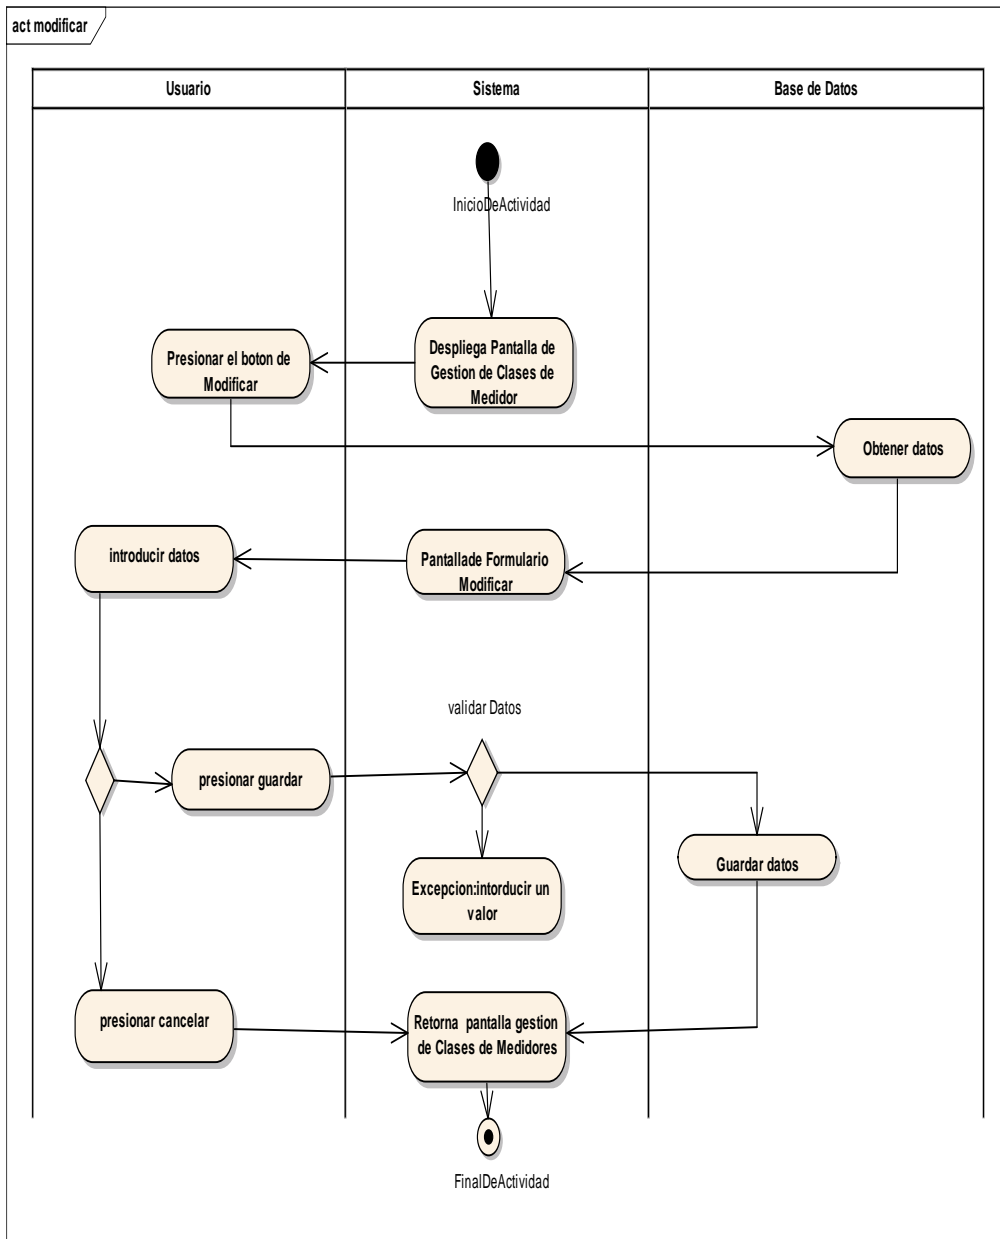 act modificar
Usuario
Sistema
Base de Datos
InicioDeActividad
Despliega Pantalla de
Gestion de Clases de
Medidor
Presionar el boton de
Modificar
Obtener datos
introducir datos
Pantallade Formulario
Modificar
validar Datos
presionar guardar
Excepcion:intorducir un
valor
Guardar datos
presionar cancelar
Retorna pantalla gestion
de Clases de Medidores
FinalDeActividad